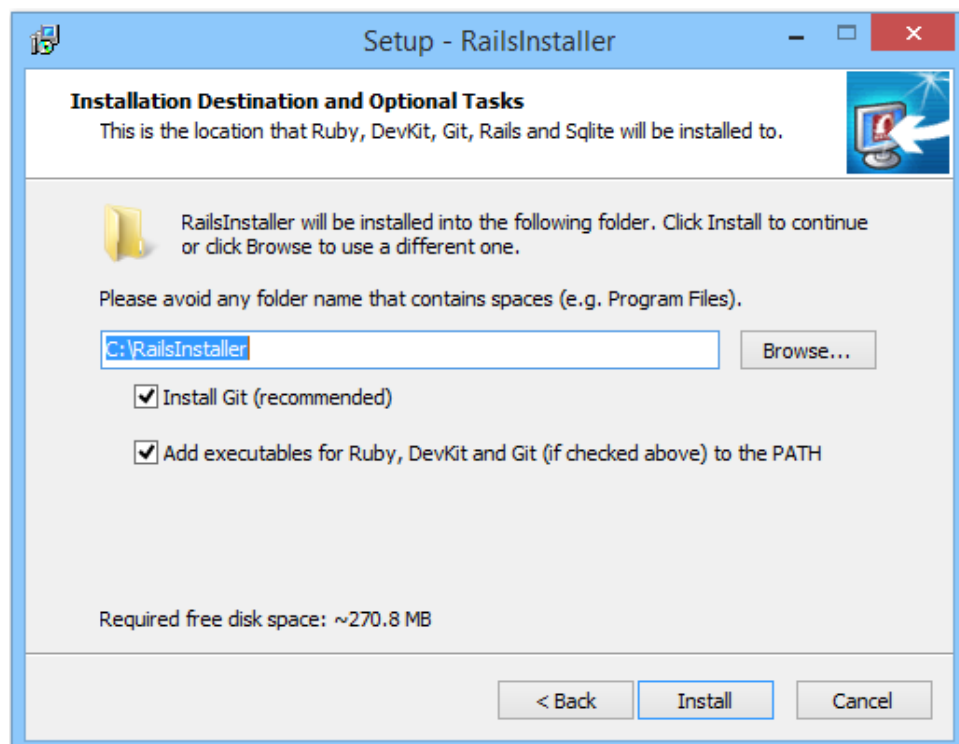 Setup - RailsInstaller
Installation Destination and Optional Tasks
This is the location that Ruby, DevKit, Git, Rails and Sqlite will be installed to.
RailsInstaller will be installed into the following folder. Click Install to continue
or click Browse to use a different one.
Please avoid any folder name that contains spaces (e.g. Program Files).
C:\RailsInstaller
Browse...
Install Git (recommended)
Add executables for Ruby, DevKit and Git (if checked above) to the PATH
Required free disk space: ~270.8 MB
< Back
Install
Cancel